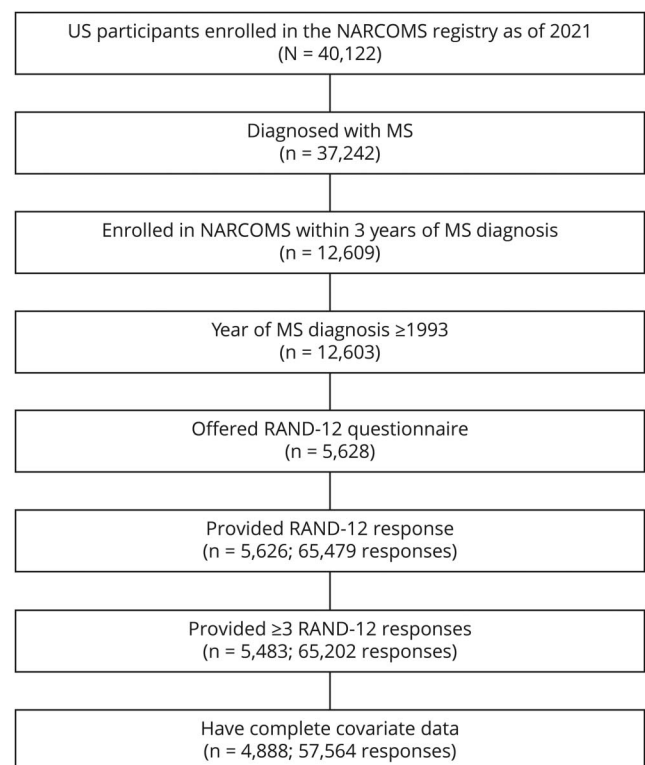 US participants enrolled in the NARCOMS registry as of 2021
(N = 40,122)
Diagnosed with MS
(n = 37,242)
Enrolled in NARCOMS within 3 years of MS diagnosis
(n = 12,609)
Year of MS diagnosis ≥1993
(n = 12,603)
Offered RAND-12 questionnaire
(n = 5,628)
Provided RAND-12 response
(n = 5,626; 65,479 responses)
Provided ≥3 RAND-12 responses
(n = 5,483; 65,202 responses)
Have complete covariate data
(n = 4,888; 57,564 responses)